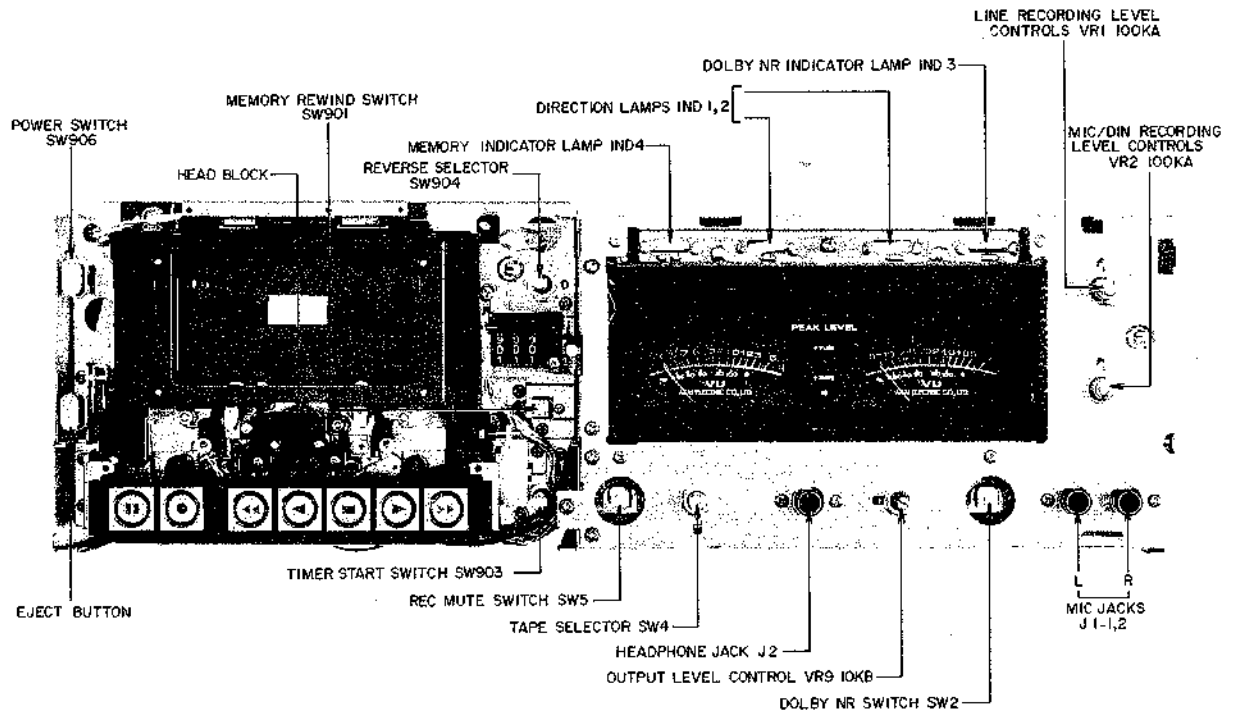 LINE RECORDING LEVEL
CONTROLS VR1 100KA
DOLBY NR INDICATOR LAMP IND 3
MEMORY REWIND SWITCH
SW901
DIRECTION LAMPS IND 1,2
POWER SWITCH
SW906
MIC/DIN RECORDING
LEVEL CONTROLS
VR2 100KA
MEMORY INDICATOR LAMP IND4
REVERSE SELECTOR
SW904
HEAD BLOCK
PEAK LEVEL
VU
VU
TIMER START SWITCH SW903
L
R
EJECT BUTTON
REC MUTE SWITCH SW5
MIC JACKS
J1-1,2
TAPE SELECTOR SW4
HEADPHONE JACK J2
OUTPUT LEVEL CONTROL VR9 10KB
DOLBY NR SWITCH SW2